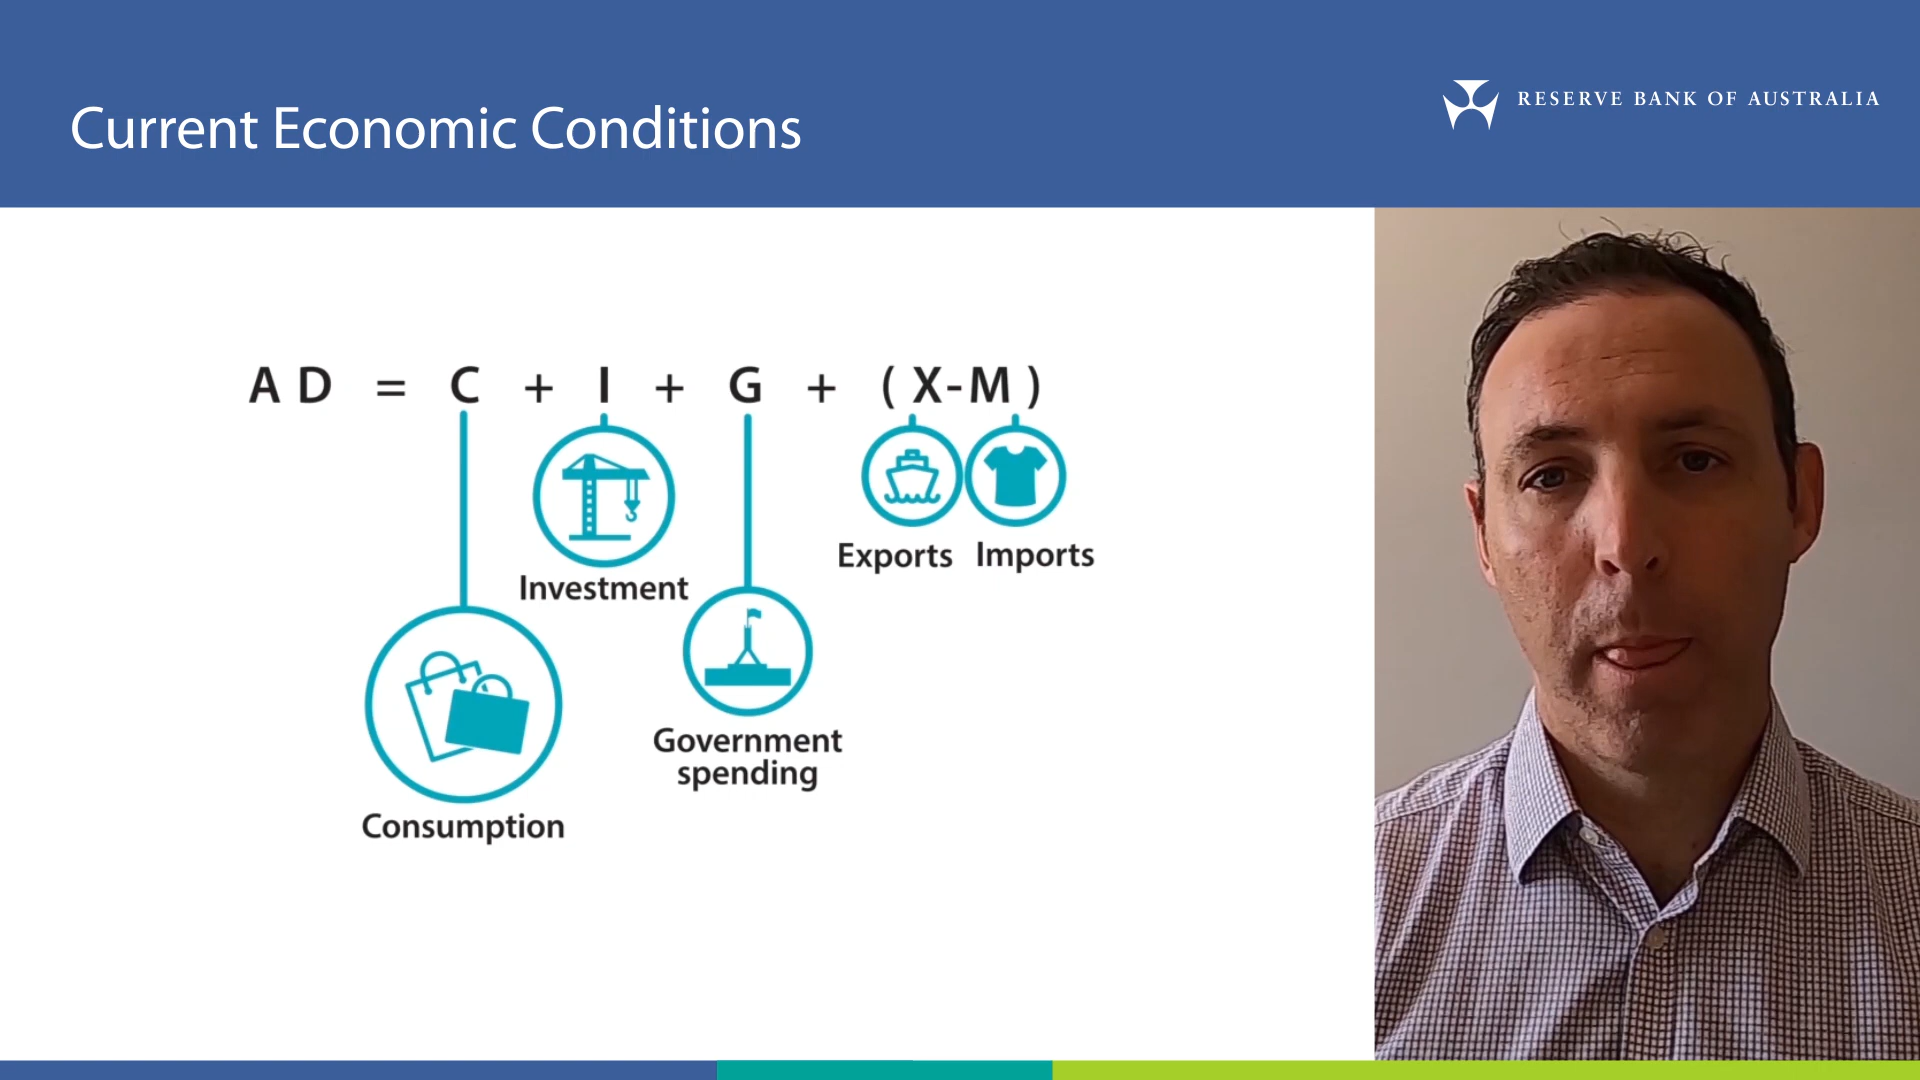 Current Economic Conditions
RESERVE BANK OF AUSTRALIA
A D = C + I + G + ( X-M )
Exports Imports
Investment
Government
spending
Consumption